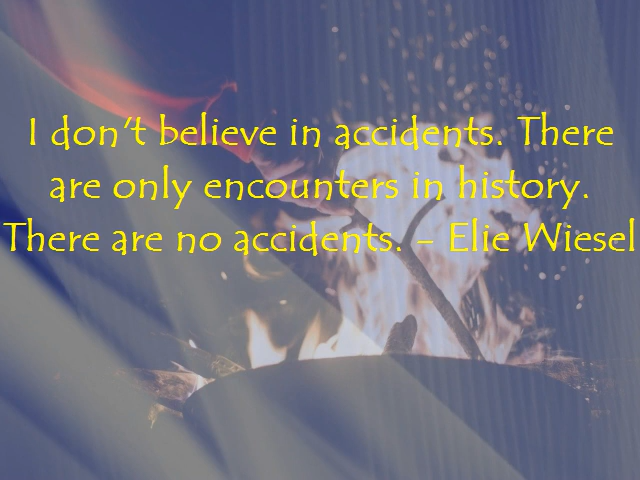 I don't believe in accidents. There
are only encounters in history.
There are no accidents. - Elie Wiesel